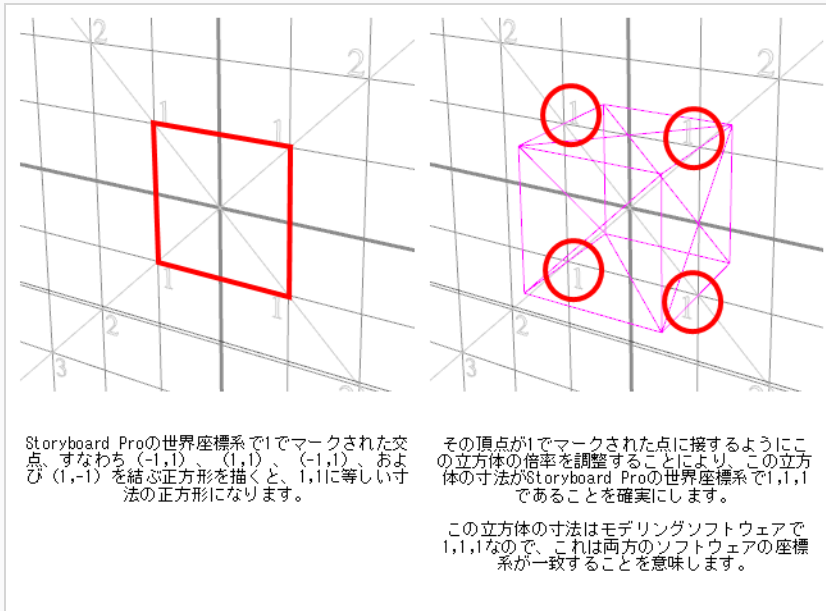 2
2
1
1
1
1
2
3
2
1
1
1
1
Storyboard Proの世界座標系で1でマークされた交
点、すなわち (-1,1) 、 (1,1) 、 (-1,1) 、およ
び (1,-1) を結ぶ正方形を描くと、1,1に等しい寸
法の正方形になります。
その頂点が1でマークされた点に接するようにこ
の立方体の倍率を調整することにより、この立方
体の寸法がStoryboard Proの世界座標系で1,1,1
であることを確実にします。
この立方体の寸法はモデリングソフトウェアで
1,1,1なので、これは両方のソフトウェアの座標
系が一致することを意味します。